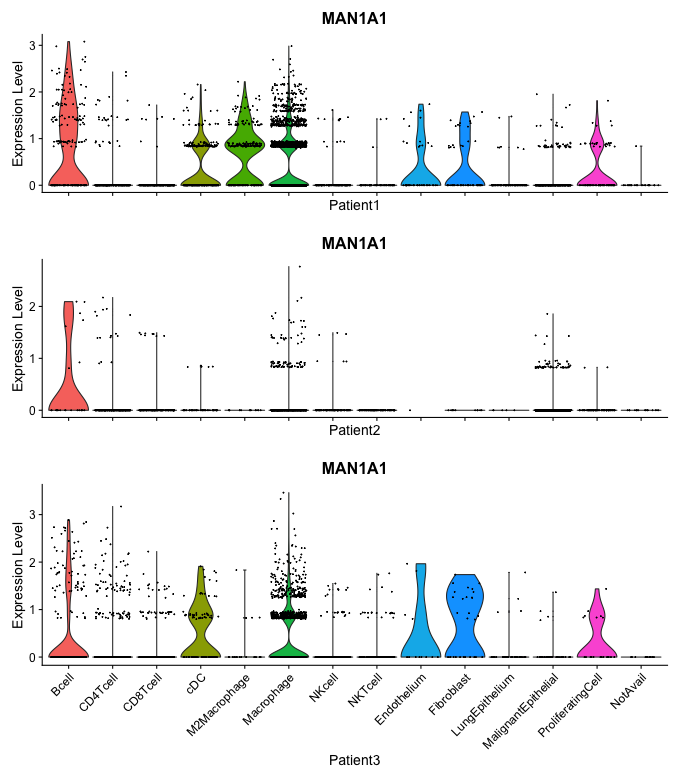 MAN1A1
Expression Level
3
2
1
0
Patient1
MAN1A1
Expression Level
2
1
0
Patient2
MAN1A1
Expression Level
3
2
1
0
Bcell
CD4Tcell
CD8Tcell
cDC
M2Macrophage
Macrophage
NKcell
NKTcell
Endothelium
Fibroblast
LungEpithelium
MalignantEpithelial
ProliferatingCell
NotAvail
Patient3